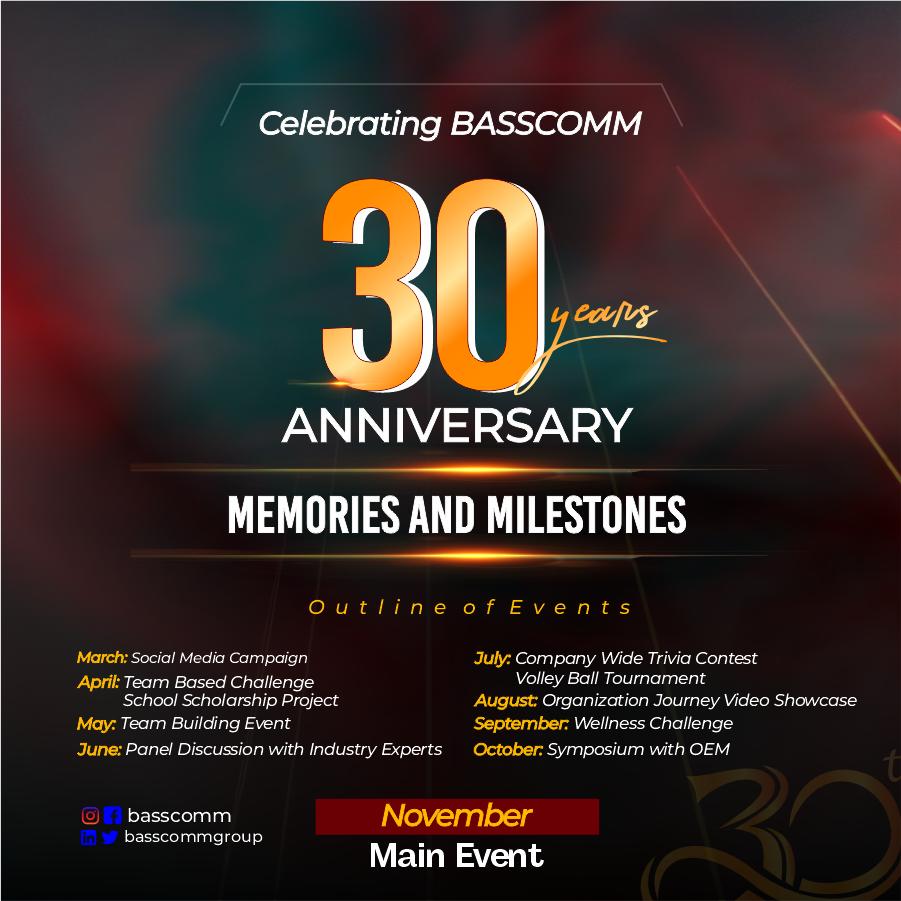 Celebrating BASSCOMM
30
years
ANNIVERSARY
MEMORIES AND MILESTONES
Outline of Events
March: Social Media Campaign
April: Team Based Challenge
School Scholarship Project
May: Team Building Event
June: Panel Discussion with Industry Experts
July: Company Wide Trivia Contest
Volley Ball Tournament
August: Organization Journey Video Showcase
September: Wellness Challenge
October: Symposium with OEM
basscomm
basscommgroup
November
Main Event
30th